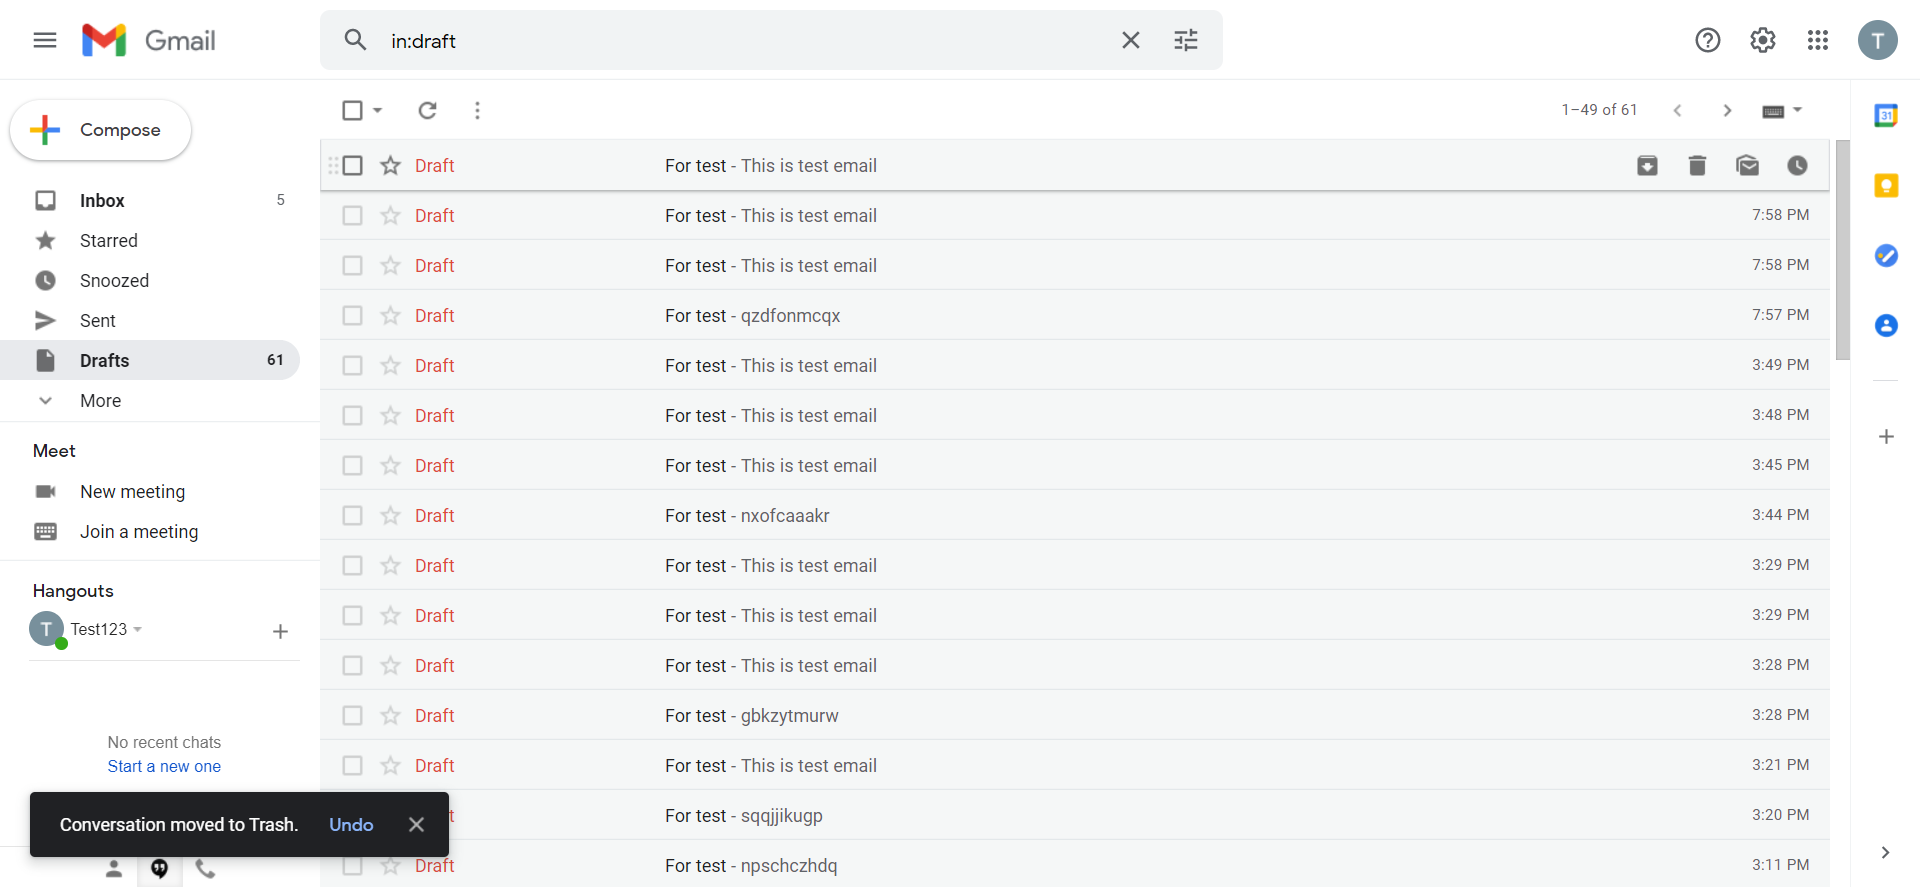 Gmail
in:draft
T
Compose
1–49 of 61
31
Inbox 5
Starred
Snoozed
Sent
Drafts 61
More
Meet
New meeting
Join a meeting
Hangouts
T Test123
No recent chats
Start a new one
Conversation moved to Trash. Undo
Draft For test - This is test email
Draft For test - This is test email 7:58 PM
Draft For test - This is test email 7:58 PM
Draft For test - qzdfonmcqx 7:57 PM
Draft For test - This is test email 3:49 PM
Draft For test - This is test email 3:48 PM
Draft For test - This is test email 3:45 PM
Draft For test - nxofcaaakr 3:44 PM
Draft For test - This is test email 3:29 PM
Draft For test - This is test email 3:29 PM
Draft For test - This is test email 3:28 PM
Draft For test - gbkzytmurw 3:28 PM
Draft For test - This is test email 3:21 PM
For test - sqqjjikugp 3:20 PM
Draft For test - npschczhdq 3:11 PM